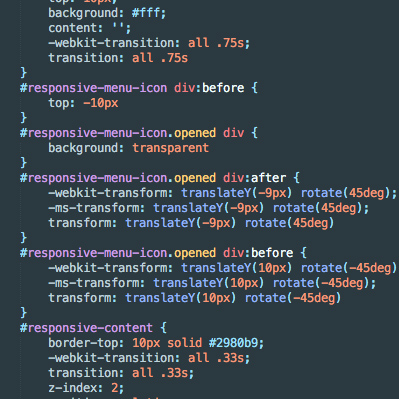 background: #fff;
content: '';
-webkit-transition: all .75s;
transition: all .75s
}
#responsive-menu-icon div:before {
top: -10px
}
#responsive-menu-icon.opened div {
background: transparent
}
#responsive-menu-icon.opened div:after {
-webkit-transform: translateY(-9px) rotate(45deg);
-ms-transform: translateY(-9px) rotate(45deg);
transform: translateY(-9px) rotate(45deg)
}
#responsive-menu-icon.opened div:before {
-webkit-transform: translateY(10px) rotate(-45deg)
-ms-transform: translateY(10px) rotate(-45deg);
transform: translateY(10px) rotate(-45deg)
}
#responsive-content {
border-top: 10px solid #2980b9;
-webkit-transition: all .33s;
transition: all .33s;
z-index: 2;